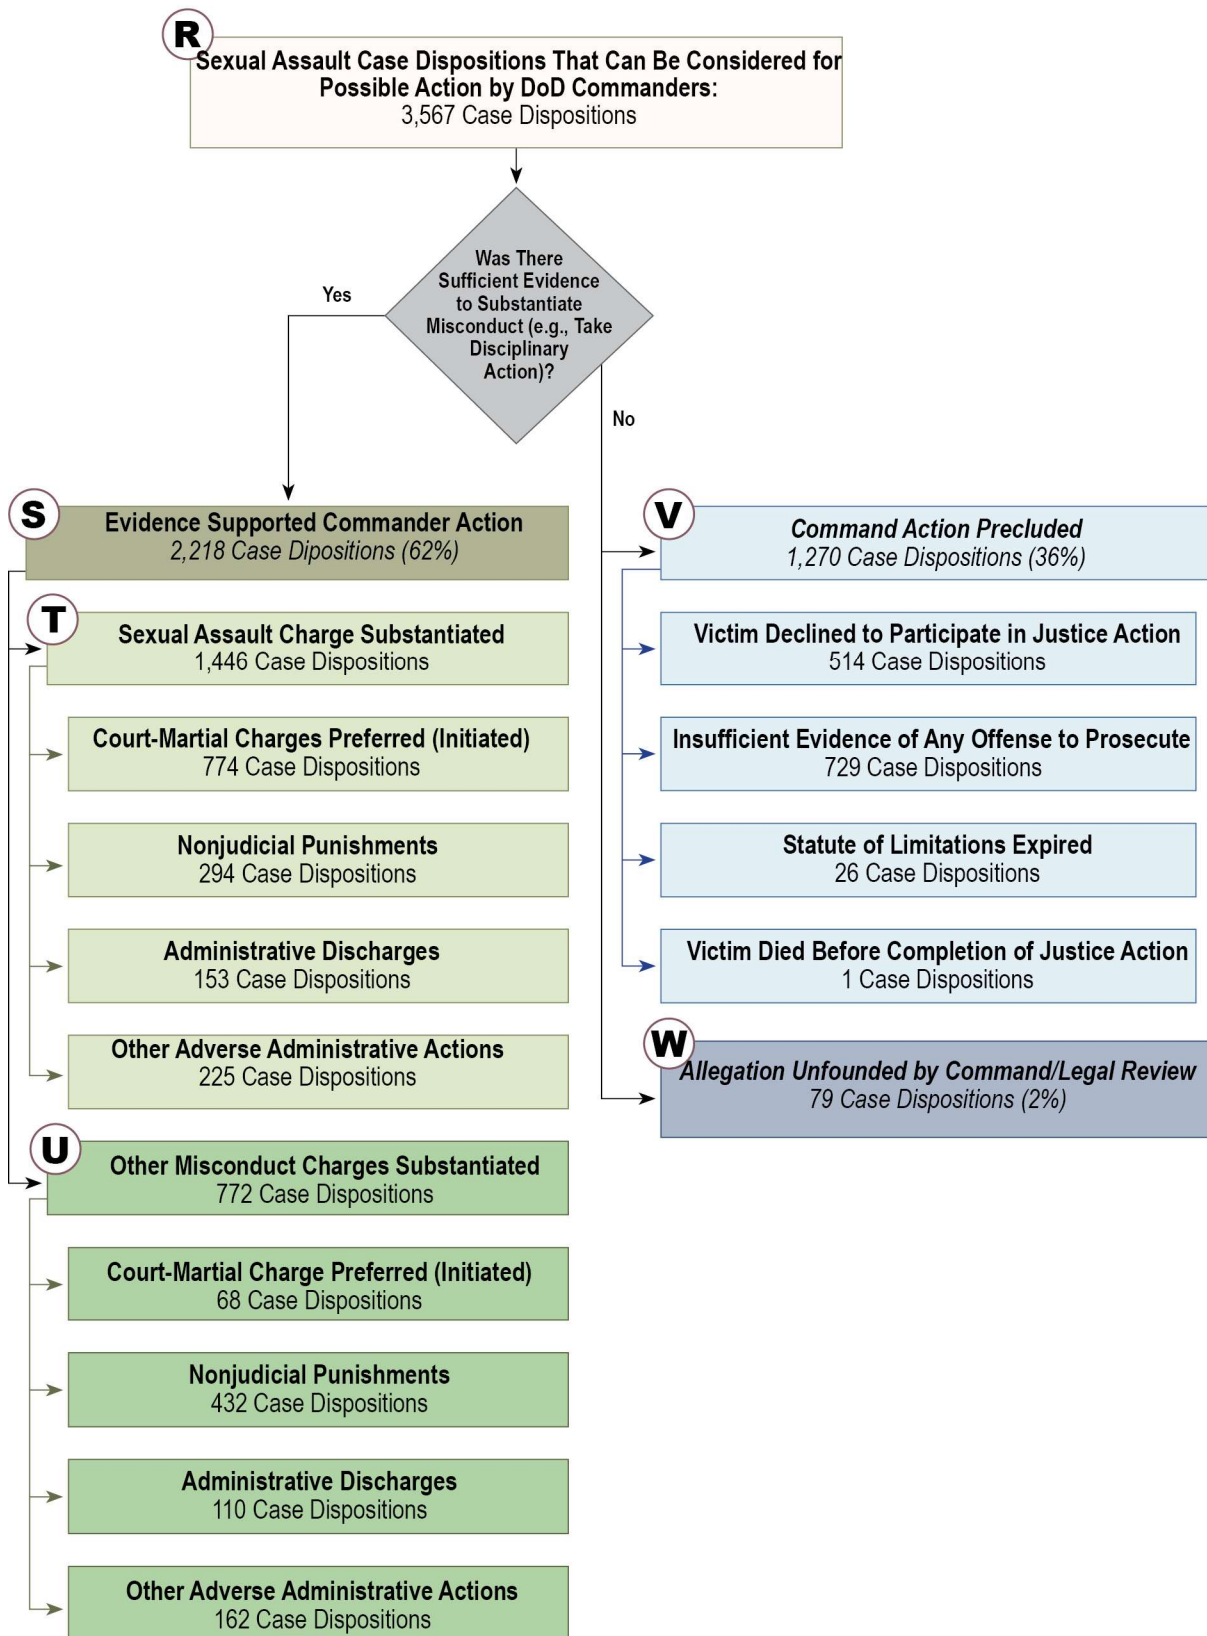 R
Sexual Assault Case Dispositions That Can Be Considered for
Possible Action by DoD Commanders:
3,567 Case Dispositions
Was There
Sufficient Evidence
to Substantiate
Misconduct (e.g., Take
Disciplinary
Action)?
Yes
No
S
Evidence Supported Commander Action
2,218 Case Dipositions (62%)
T
Sexual Assault Charge Substantiated
1,446 Case Dispositions
Court-Martial Charges Preferred (Initiated)
774 Case Dispositions
Nonjudicial Punishments
294 Case Dispositions
Administrative Discharges
153 Case Dispositions
Other Adverse Administrative Actions
225 Case Dispositions
U
Other Misconduct Charges Substantiated
772 Case Dispositions
Court-Martial Charge Preferred (Initiated)
68 Case Dispositions
Nonjudicial Punishments
432 Case Dispositions
Administrative Discharges
110 Case Dispositions
Other Adverse Administrative Actions
162 Case Dispositions
V
Command Action Precluded
1,270 Case Dispositions (36%)
Victim Declined to Participate in Justice Action
514 Case Dispositions
Insufficient Evidence of Any Offense to Prosecute
729 Case Dispositions
Statute of Limitations Expired
26 Case Dispositions
Victim Died Before Completion of Justice Action
1 Case Dispositions
W
Allegation Unfounded by Command/Legal Review
79 Case Dispositions (2%)